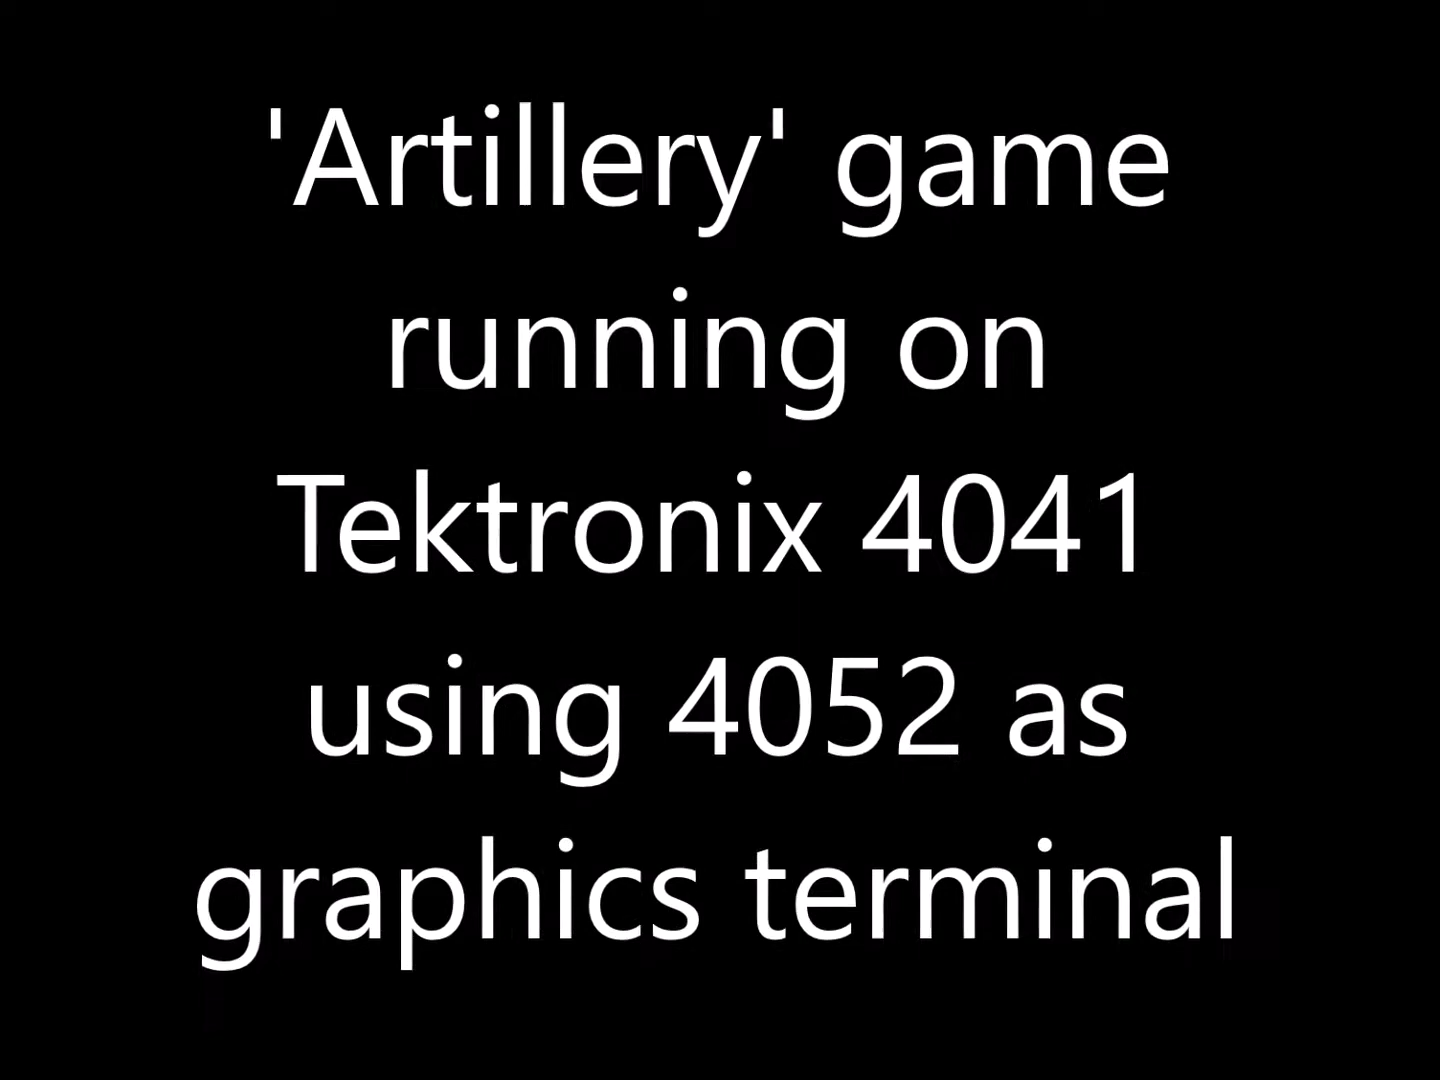 'Artillery' game
running on
Tektronix 4041
using 4052 as
graphics terminal